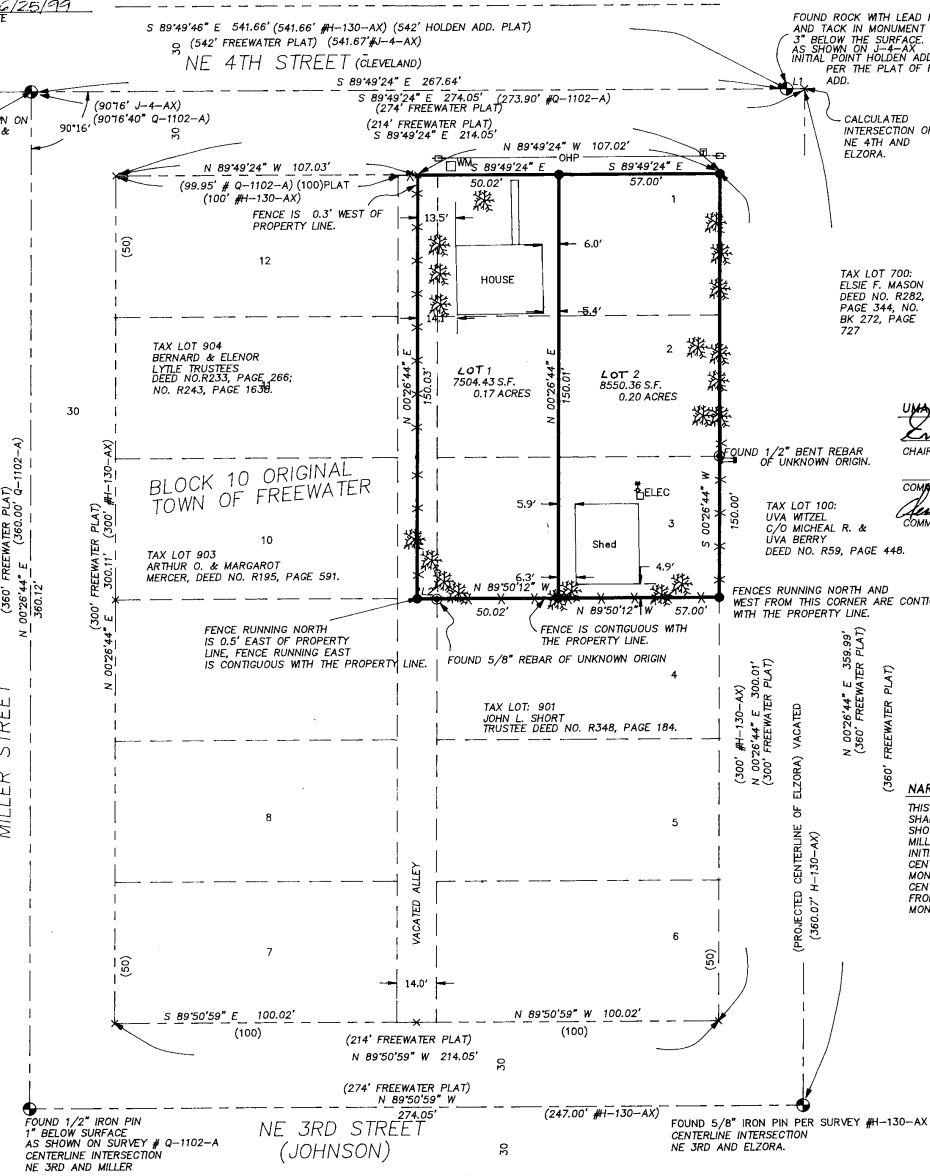 6/25/99
S 89°49'46" E 541.66' (541.66' #H-130-AX) (542' HOLDEN ADD. PLAT)
30
(542' FREEWATER PLAT) (541.67'#J-4-AX)
NE 4TH STREET (CLEVELAND)
FOUND ROCK WITH LEAD
AND TACK IN MONUMENT
3" BELOW THE SURFACE.
AS SHOWN ON J-4-AX
INITIAL POINT HOLDEN ADD
PER THE PLAT OF
ADD.
S 89°49'24" E 267.64'
L1
(90°16' J-4-AX)
(90°16'40" Q-1102-A)
90°16'
30
S 89°49'24" E 274.05' (273.90' #Q-1102-A)
(274' FREEWATER PLAT)
(214' FREEWATER PLAT)
S 89°49'24" E 214.05'
CALCULATED
INTERSECTION OF
NE 4TH AND
ELZORA.
ON
&
N 89°49'24" W 107.03'
N 89°49'24" W 107.02'
OHP
WM
S 89°49'24" E
50.02'
S 89°49'24" E
57.00'
(99.95' # Q-1102-A) (100)PLAT
(100' #H-130-AX)
FENCE IS 0.3' WEST OF
PROPERTY LINE.
13.5'
1
(50)
12
6.0'
HOUSE
5.4'
14.1'
TAX LOT 700:
ELSIE F. MASON
DEED NO. R282,
PAGE 344, NO.
BK 272, PAGE
727
TAX LOT 904
BERNARD & ELENOR
LYTLE TRUSTEES
DEED NO.R233, PAGE 266;
NO. R243, PAGE 1638.
11
30
N 00°26'44" E
150.03'
LOT 1
7504.43 S.F.
0.17 ACRES
N 00°26'44" E
150.01'
2
LOT 2
8550.36 S.F.
0.20 ACRES
CHAIR
FOUND 1/2" BENT REBAR
OF UNKNOWN ORIGIN.
BLOCK 10 ORIGINAL
TOWN OF FREEWATER
5.9'
ELEC
3
Shed
S 00°26'44" W
150.00'
TAX LOT 100:
UVA WITZEL
C/O MICHEAL R. &
UVA BERRY
DEED NO. R59, PAGE 448.
10
TAX LOT 903
ARTHUR O. & MARGAROT
MERCER, DEED NO. R195, PAGE 591.
4.9'
6.3'
L2
N 89°50'12" W
50.02'
N 89°50'12" W
57.00'
FENCES RUNNING NORTH AND
WEST FROM THIS CORNER ARE CONTI
WITH THE PROPERTY LINE.
(360' FREEWATER PLAT)
N 00°26'44" E (360.00' Q-1102-A)
360.12'
(300' FREEWATER PLAT)
N 00°26'44" E 300.11' (300' #H-130-AX)
FENCE RUNNING NORTH
IS 0.5' EAST OF PROPERTY
LINE, FENCE RUNNING EAST
IS CONTIGUOUS WITH THE PROPERTY LINE.
FENCE IS CONTIGUOUS WITH
THE PROPERTY LINE.
FOUND 5/8" REBAR OF UNKNOWN ORIGIN
4
TAX LOT: 901
JOHN L. SHORT
TRUSTEE DEED NO. R348, PAGE 184.
(300' #H-130-AX)
N 00°26'44" E 300.01'
(300' FREEWATER PLAT)
N 00°26'44" E 359.99'
(360' FREEWATER PLAT)
(360' FREEWATER PLAT)
MILLER STREET
8
5
(PROJECTED CENTERLINE OF ELZORA) VACATED
(360.07' H-130-AX)
NAR
THIS
SHA
SHO
MILL
INITI
CEN
MON
CEN
FRO
MON
VACATED ALLEY
7
6
(50)
(50)
14.0'
S 89°50'59" E 100.02'
(100)
N 89°50'59" W 100.02'
(100)
(214' FREEWATER PLAT)
N 89°50'59" W 214.05'
30
(274' FREEWATER PLAT)
N 89°50'59" W
274.05'
(247.00' #H-130-AX)
FOUND 1/2" IRON PIN
1" BELOW SURFACE
AS SHOWN ON SURVEY # Q-1102-A
CENTERLINE INTERSECTION
NE 3RD AND MILLER
NE 3RD STREET
(JOHNSON)
30
FOUND 5/8" IRON PIN PER SURVEY #H-130-AX
CENTERLINE INTERSECTION
NE 3RD AND ELZORA.